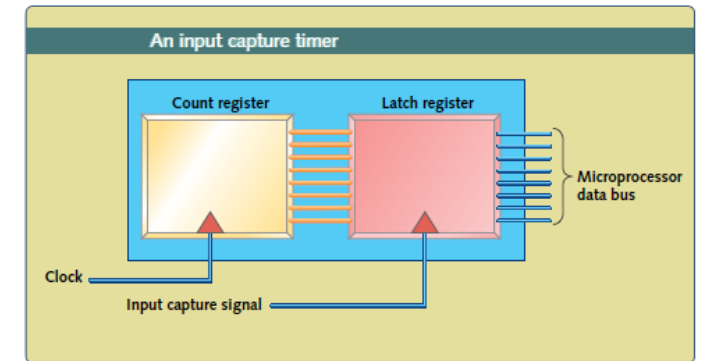 An input capture timer
Count register
Latch register
Microprocessor
data bus
Clock
Input capture signal